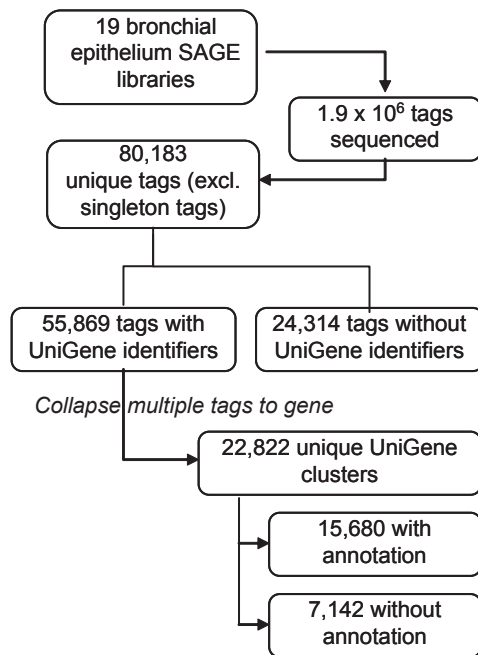 19 bronchial
epithelium SAGE
libraries
1.9 x 10⁶ tags
sequenced
80,183
unique tags (excl.
singleton tags)
55,869 tags with
UniGene identifiers
24,314 tags without
UniGene identifiers
Collapse multiple tags to gene
22,822 unique UniGene
clusters
15,680 with
annotation
7,142 without
annotation